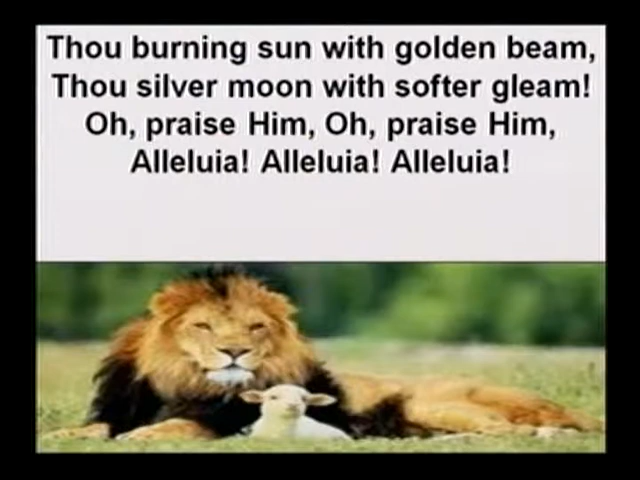 Thou burning sun with golden beam,
Thou silver moon with softer gleam!
Oh, praise Him, Oh, praise Him,
Alleluia! Alleluia! Alleluia!